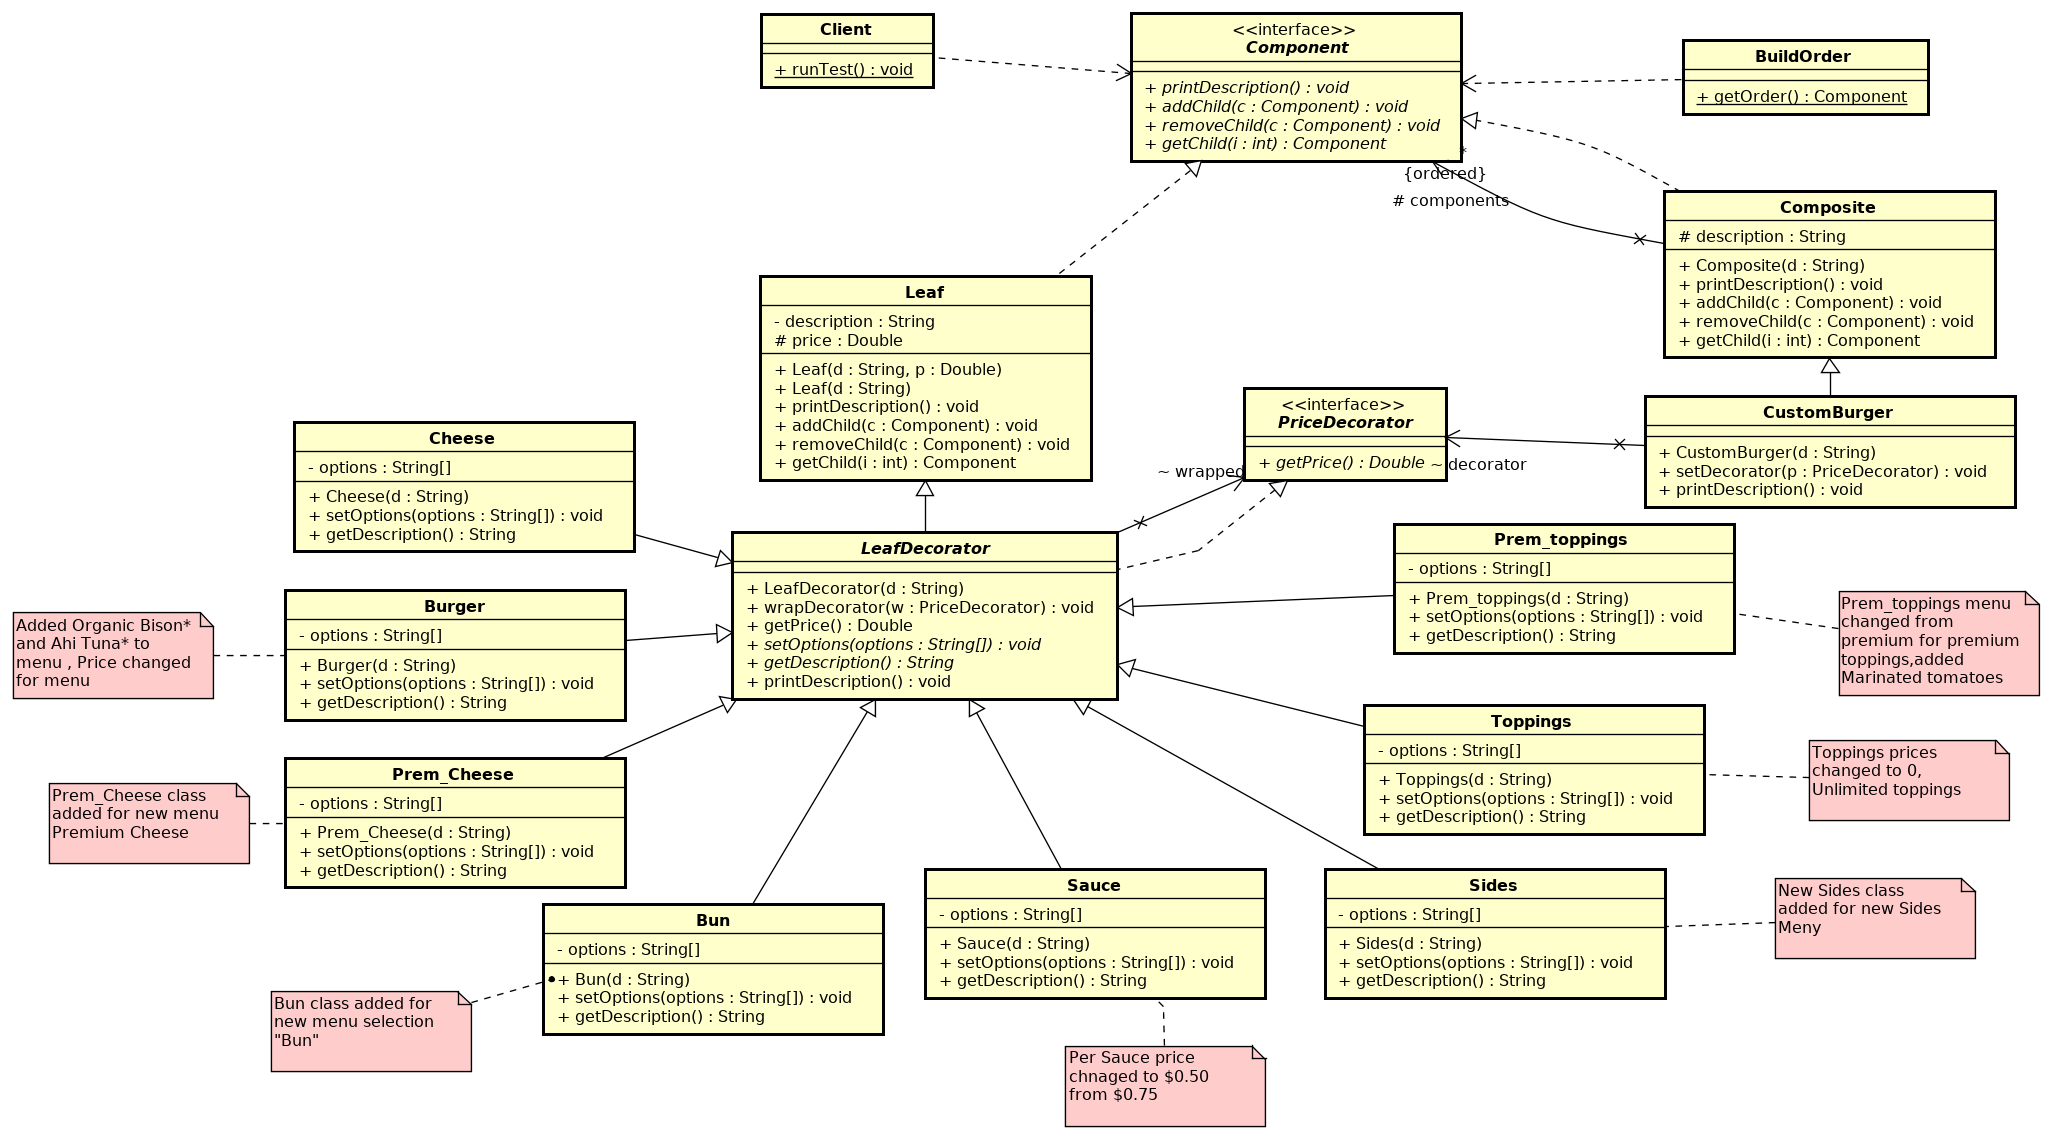 Client
+ runTest() : void
<<interface>>
Component
+ printDescription() : void
+ addChild(c : Component) : void
+ removeChild(c : Component) : void
+ getChild(i : int) : Component
BuildOrder
+ getOrder() : Component
*
{ordered}
# components
Composite
# description : String
+ Composite(d : String)
+ printDescription() : void
+ addChild(c : Component) : void
+ removeChild(c : Component) : void
+ getChild(i : int) : Component
Leaf
- description : String
# price : Double
+ Leaf(d : String, p : Double)
+ Leaf(d : String)
+ printDescription() : void
+ addChild(c : Component) : void
+ removeChild(c : Component) : void
+ getChild(i : int) : Component
<<interface>>
PriceDecorator
+ getPrice() : Double
~ wrapped
~ decorator
CustomBurger
+ CustomBurger(d : String)
+ setDecorator(p : PriceDecorator) : void
+ printDescription() : void
Cheese
- options : String[]
+ Cheese(d : String)
+ setOptions(options : String[]) : void
+ getDescription() : String
LeafDecorator
+ LeafDecorator(d : String)
+ wrapDecorator(w : PriceDecorator) : void
+ getPrice() : Double
+ setOptions(options : String[]) : void
+ getDescription() : String
+ printDescription() : void
Prem_toppings
- options : String[]
+ Prem_toppings(d : String)
+ setOptions(options : String[]) : void
+ getDescription() : String
Prem_toppings menu
changed from
premium for premium
toppings,added
Marinated tomatoes
Added Organic Bison*
and Ahi Tuna* to
menu , Price changed
for menu
Burger
- options : String[]
+ Burger(d : String)
+ setOptions(options : String[]) : void
+ getDescription() : String
Toppings
- options : String[]
+ Toppings(d : String)
+ setOptions(options : String[]) : void
+ getDescription() : String
Toppings prices
changed to 0,
Unlimited toppings
Prem_Cheese class
added for new menu
Premium Cheese
Prem_Cheese
- options : String[]
+ Prem_Cheese(d : String)
+ setOptions(options : String[]) : void
+ getDescription() : String
Bun
- options : String[]
+ Bun(d : String)
+ setOptions(options : String[]) : void
+ getDescription() : String
Sauce
- options : String[]
+ Sauce(d : String)
+ setOptions(options : String[]) : void
+ getDescription() : String
Sides
- options : String[]
+ Sides(d : String)
+ setOptions(options : String[]) : void
+ getDescription() : String
New Sides class
added for new Sides
Meny
Bun class added for
new menu selection
"Bun"
Per Sauce price
chnaged to $0.50
from $0.75